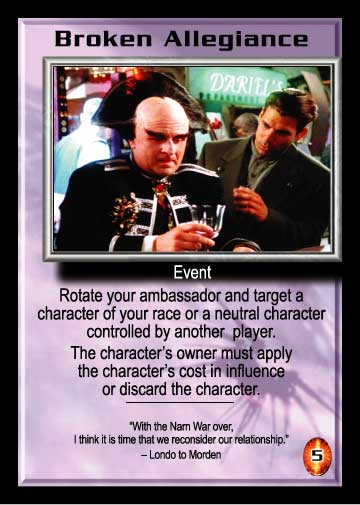 Broken Allegiance
DARIEL'S
Event
Rotate your ambassador and target a
character of your race or a neutral character
controlled by another player.
The character's owner must apply
the character's cost in influence
or discard the character.
"With the Narn War over,
I think it is time that we reconsider our relationship."
– Londo to Morden
5